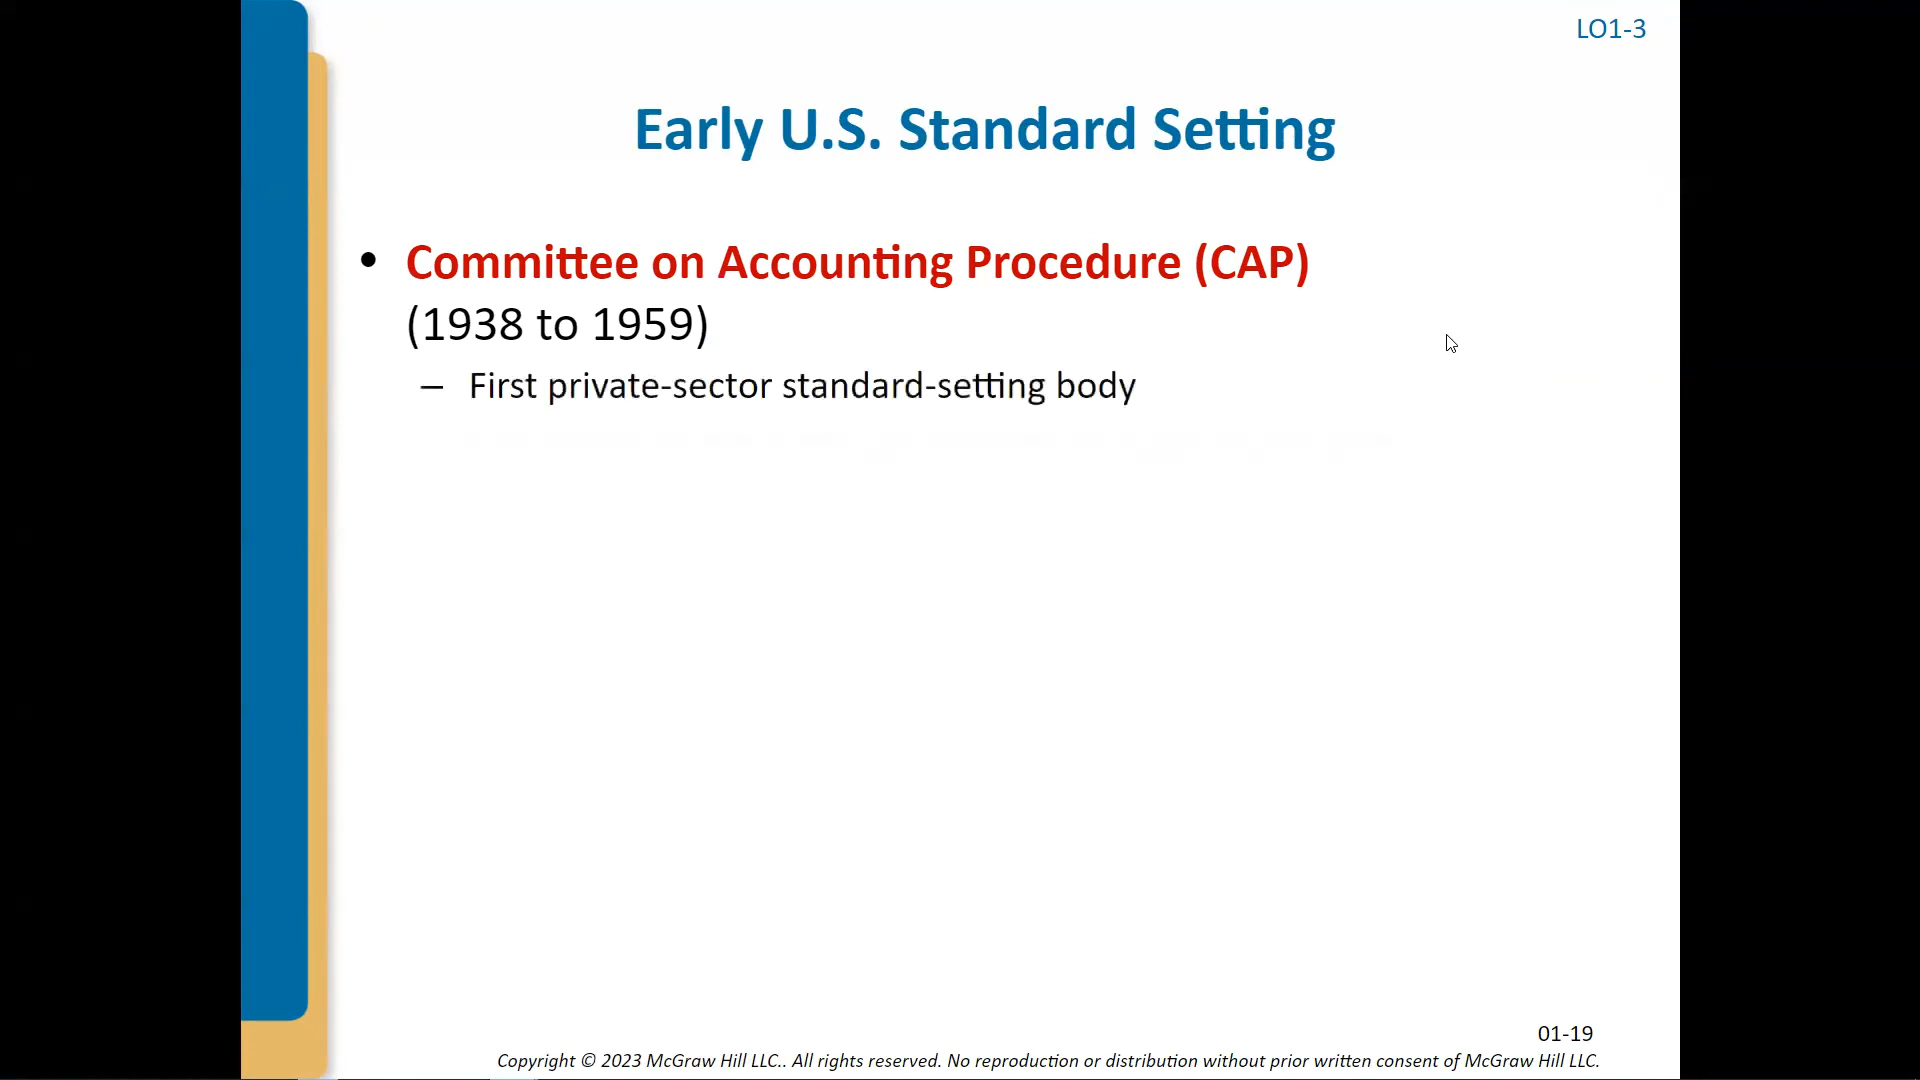 LO1-3
Early U.S. Standard Setting
• Committee on Accounting Procedure (CAP)
(1938 to 1959)
– First private-sector standard-setting body
01-19
Copyright © 2023 McGraw Hill LLC.. All rights reserved. No reproduction or distribution without prior written consent of McGraw Hill LLC.